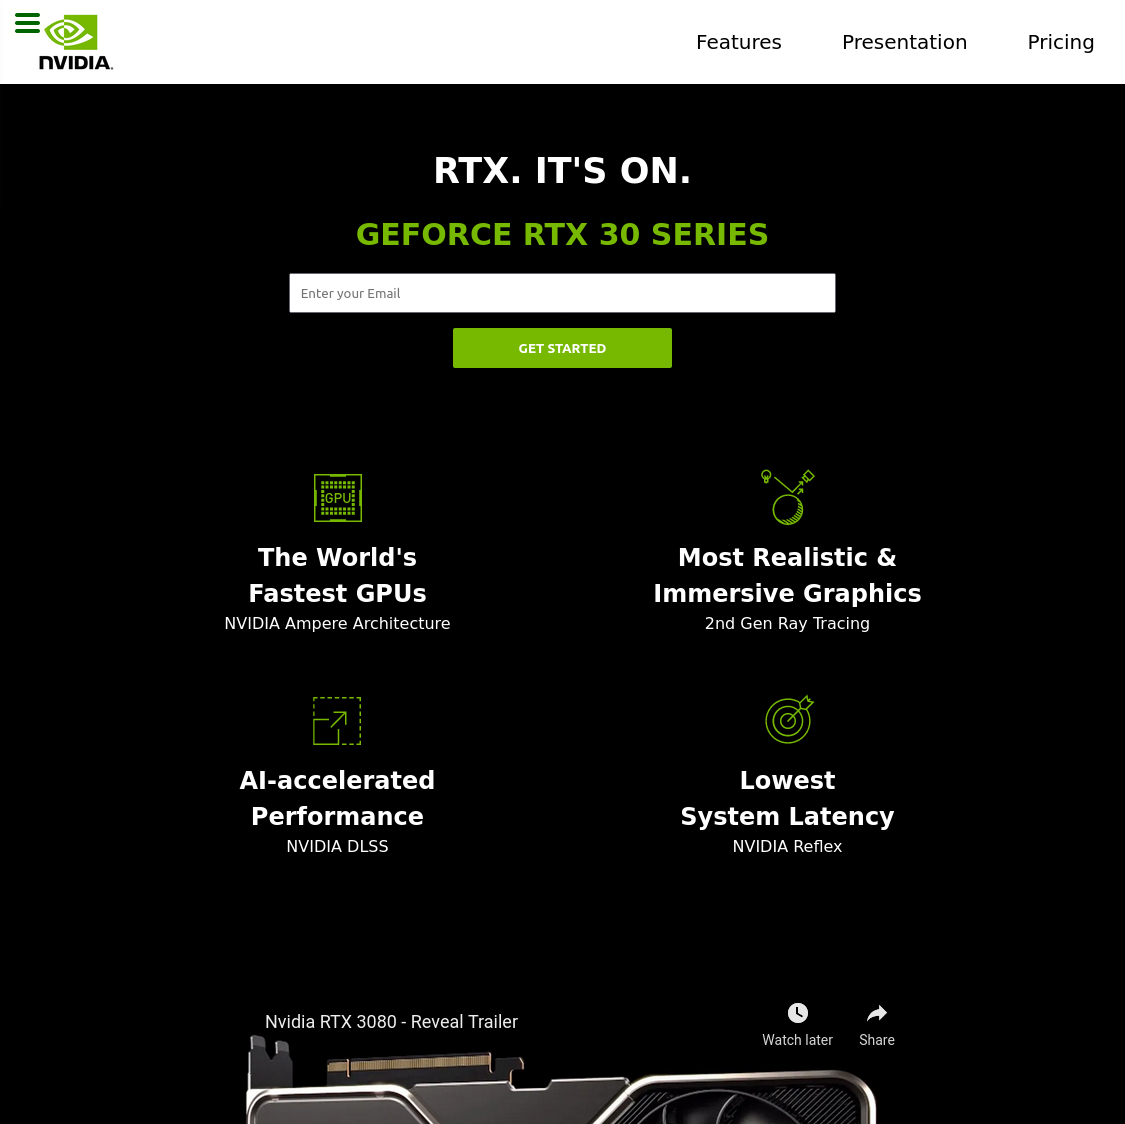 NVIDIA.
Features
Presentation
Pricing
RTX. IT'S ON.
GEFORCE RTX 30 SERIES
Enter your Email
GET STARTED
GPU
The World's
Fastest GPUs
NVIDIA Ampere Architecture
Most Realistic &
Immersive Graphics
2nd Gen Ray Tracing
AI-accelerated
Performance
NVIDIA DLSS
Lowest
System Latency
NVIDIA Reflex
Nvidia RTX 3080 - Reveal Trailer
Watch later
Share